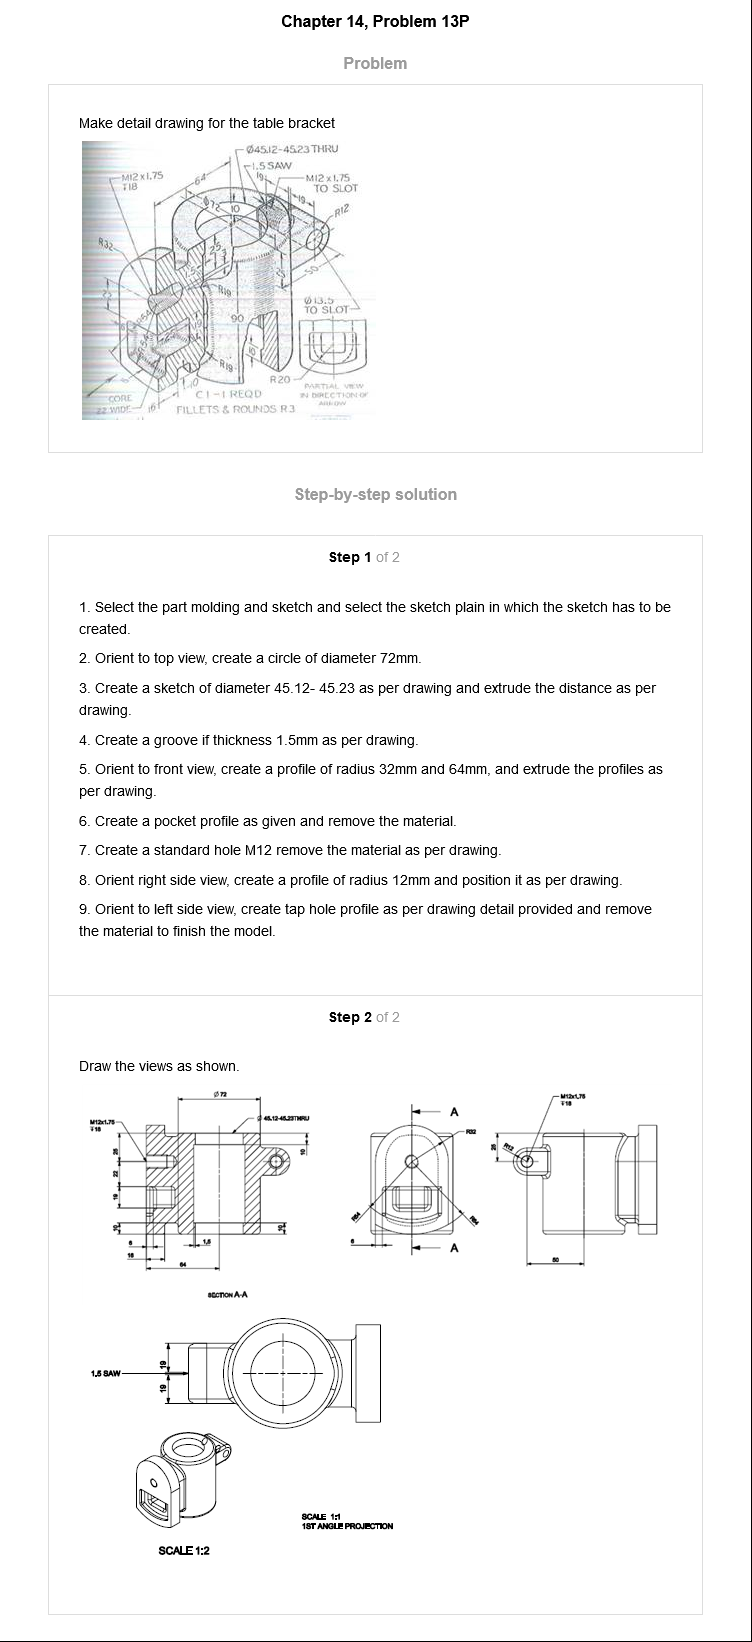 Chapter 14, Problem 13P
Problem
Make detail drawing for the table bracket
Ø45.12-45.23 THRU
1.5 SAW
M12 x 1.75
↧18
64
19
M12 x 1.75
TO SLOT
Ø72
10
19
R12
R32
50
R19
Ø13.5
TO SLOT
90
R19
10
R20
CORE
22 WIDE
16
10
C I-1 REQD
FILLETS & ROUNDS R3
PARTIAL VIEW
IN DIRECTION OF
ARROW
Step-by-step solution
Step 1 of 2
1. Select the part molding and sketch and select the sketch plain in which the sketch has to be
created.
2. Orient to top view, create a circle of diameter 72mm.
3. Create a sketch of diameter 45.12- 45.23 as per drawing and extrude the distance as per
drawing.
4. Create a groove if thickness 1.5mm as per drawing.
5. Orient to front view, create a profile of radius 32mm and 64mm, and extrude the profiles as
per drawing.
6. Create a pocket profile as given and remove the material.
7. Create a standard hole M12 remove the material as per drawing.
8. Orient right side view, create a profile of radius 12mm and position it as per drawing.
9. Orient to left side view, create tap hole profile as per drawing detail provided and remove
the material to finish the model.
Step 2 of 2
Draw the views as shown.
Ø 72
M12x1.75
↧ 18
Ø 45.12-45.23THRU
10
25
22
19
10
10
6
16
1,5
64
SECTION A-A
A
R32
R64
R64
6
A
M12x1,75
↧18
25
R12
50
1.5 SAW
19
19
SCALE 1:1
1ST ANGLE PROJECTION
SCALE 1:2